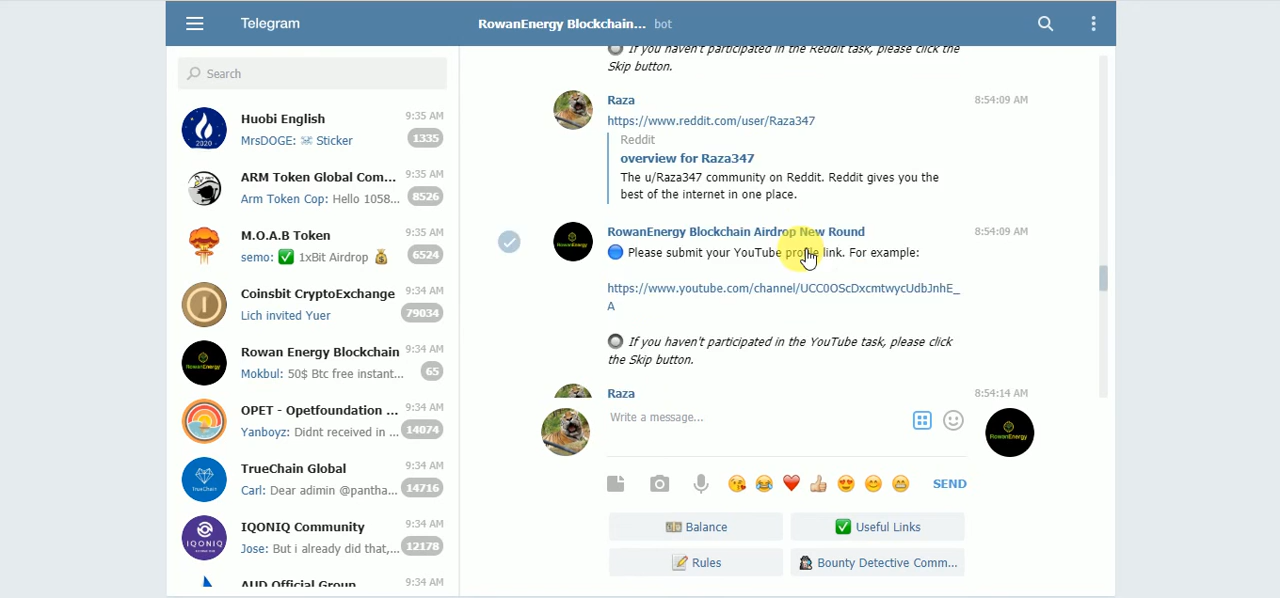 Telegram
RowanEnergy Blockchain... bot
Search
Huobi English 9:35 AM
MrsDOGE: Sticker 1335
ARM Token Global Com... 9:35 AM
Arm Token Cop: Hello 1058... 8526
M.O.A.B Token 9:35 AM
semo: ✅ 1xBit Airdrop 💰 6524
Coinsbit CryptoExchange 9:34 AM
Lich invited Yuer 79034
Rowan Energy Blockchain 9:34 AM
Mokbul: 50$ Btc free instant... 65
OPET - Opetfoundation ... 9:34 AM
Yanboyz: Didnt received in ... 14074
TrueChain Global 9:34 AM
Carl: Dear aimin @pantha... 14716
IQONIQ Community 9:34 AM
Jose: But i already did that,... 12178
AUD Official Group 9:34 AM
If you haven't participated in the Reddit task, please click the
Skip button.
Raza 8:54:09 AM
https://www.reddit.com/user/Raza347
Reddit
overview for Raza347
The u/Raza347 community on Reddit. Reddit gives you the
best of the internet in one place.
RowanEnergy Blockchain Airdrop New Round 8:54:09 AM
Please submit your YouTube profile link. For example:
https://www.youtube.com/channel/UCC0OScDxcmtwycUdbJnhE_
A
If you haven't participated in the YouTube task, please click
the Skip button.
Raza 8:54:14 AM
Write a message...
RowanEnergy
SEND
Balance
Useful Links
Rules
Bounty Detective Comm...